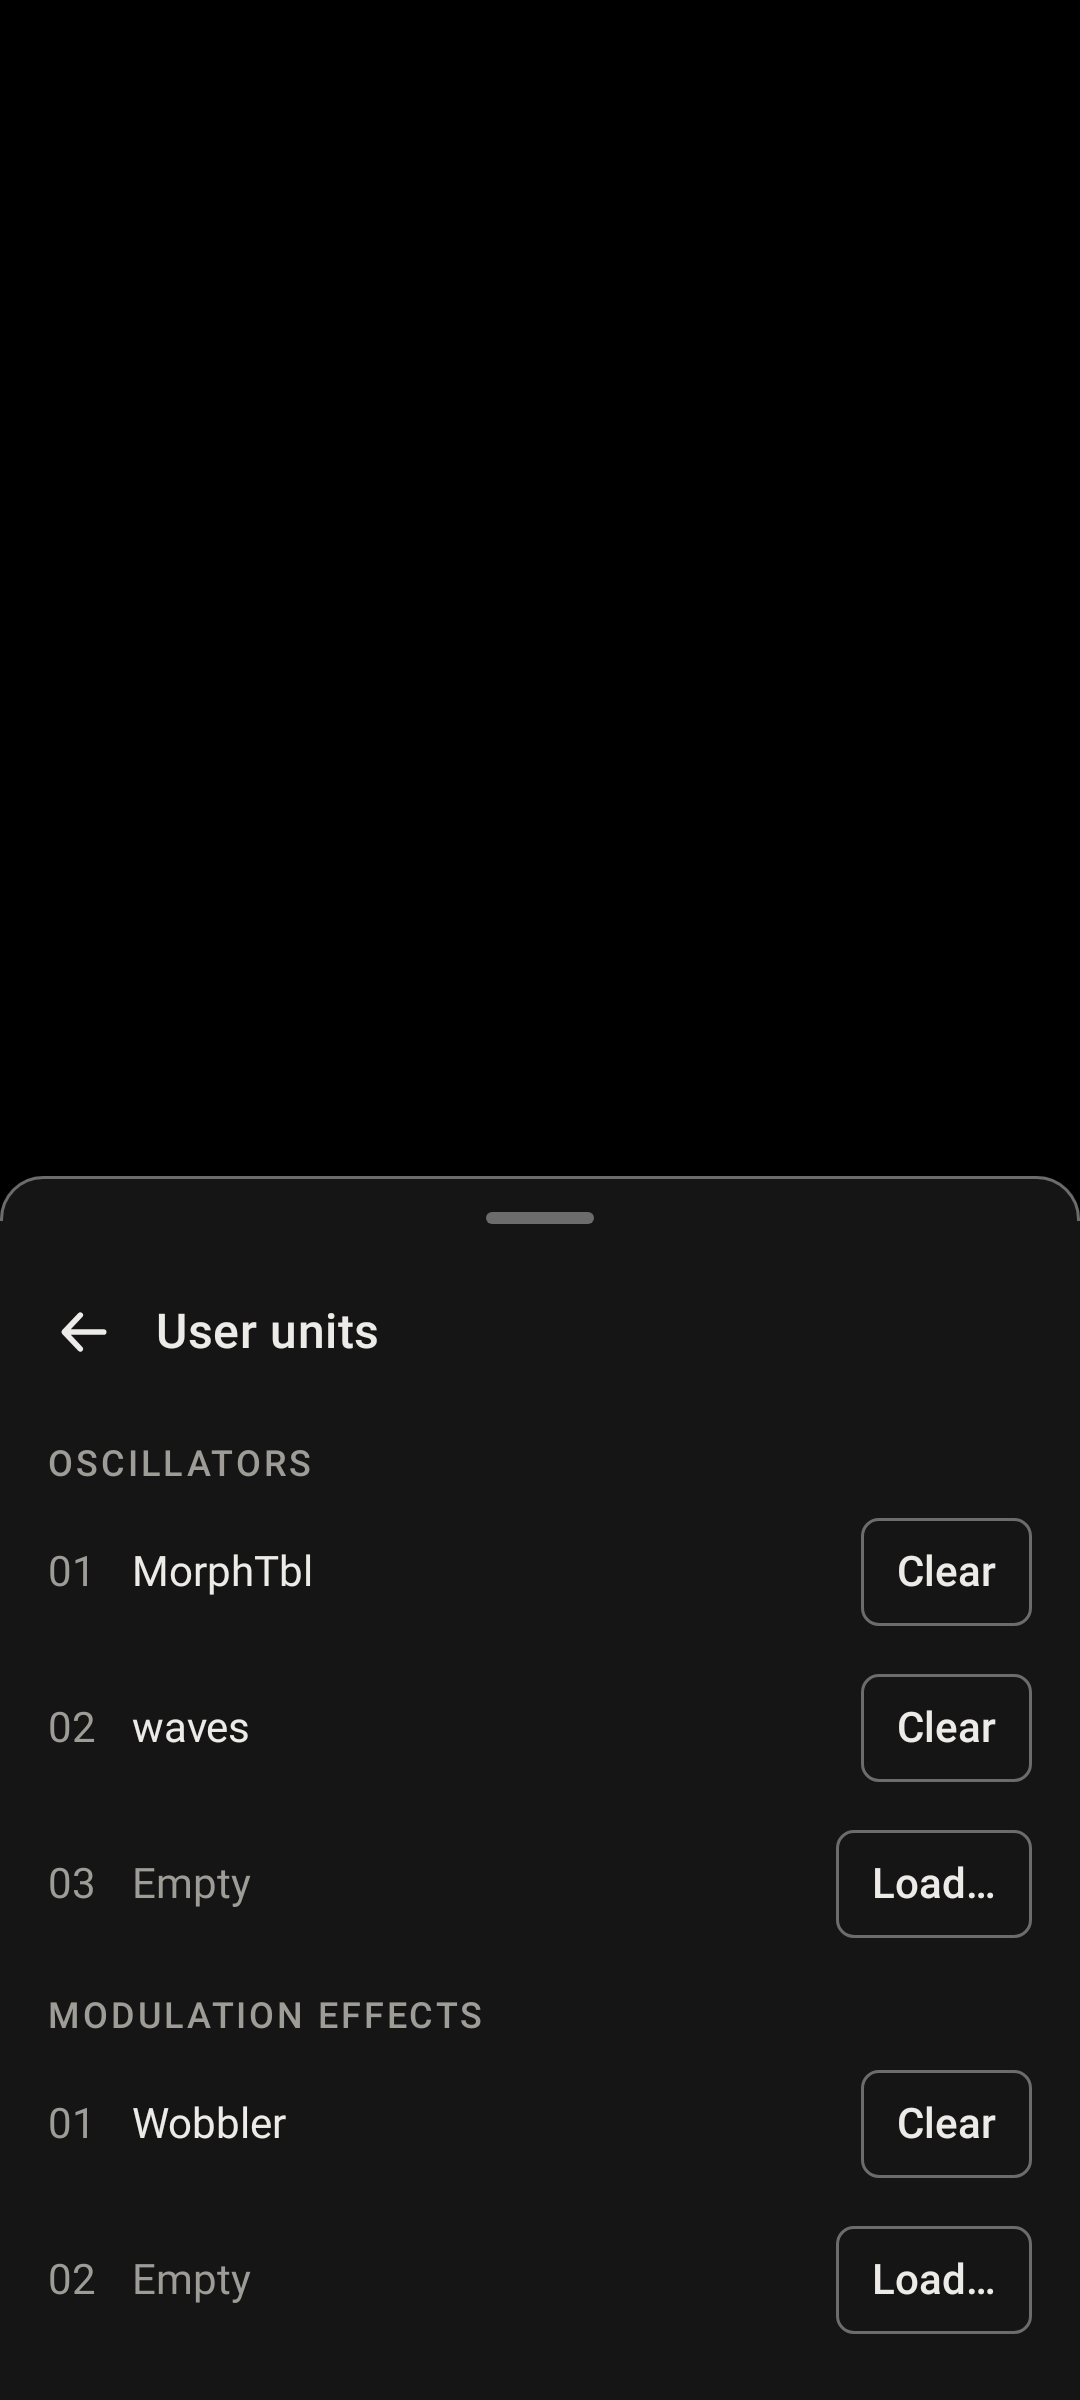 User units
OSCILLATORS
01 MorphTbl Clear
02 waves Clear
03 Empty Load...
MODULATION EFFECTS
01 Wobbler Clear
02 Empty Load...